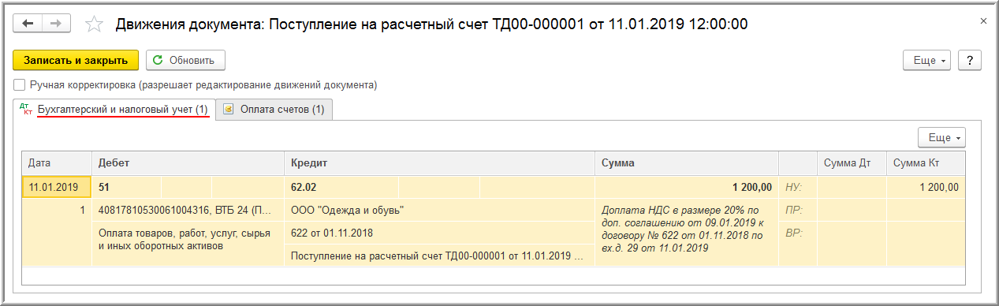 Движения документа: Поступление на расчетный счет ТД00-000001 от 11.01.2019 12:00:00
×
Записать и закрыть
Обновить
Еще
?
Ручная корректировка (разрешает редактирование движений документа)
Дт Кт Бухгалтерский и налоговый учет (1)
Оплата счетов (1)
Еще
Дата Дебет Кредит Сумма Сумма Дт Сумма Кт
11.01.2019 51 62.02 1 200,00 НУ: 1 200,00
1 40817810530061004316, ВТБ 24 (П... ООО "Одежда и обувь" Доплата НДС в размере 20% по ПР:
доп. соглашению от 09.01.2019 к
Оплата товаров, работ, услуг, сырья 622 от 01.11.2018 договору № 622 от 01.11.2018 по ВР:
и иных оборотных активов вх.д. 29 от 11.01.2019
Поступление на расчетный счет ТД00-000001 от 11.01.2019 ...